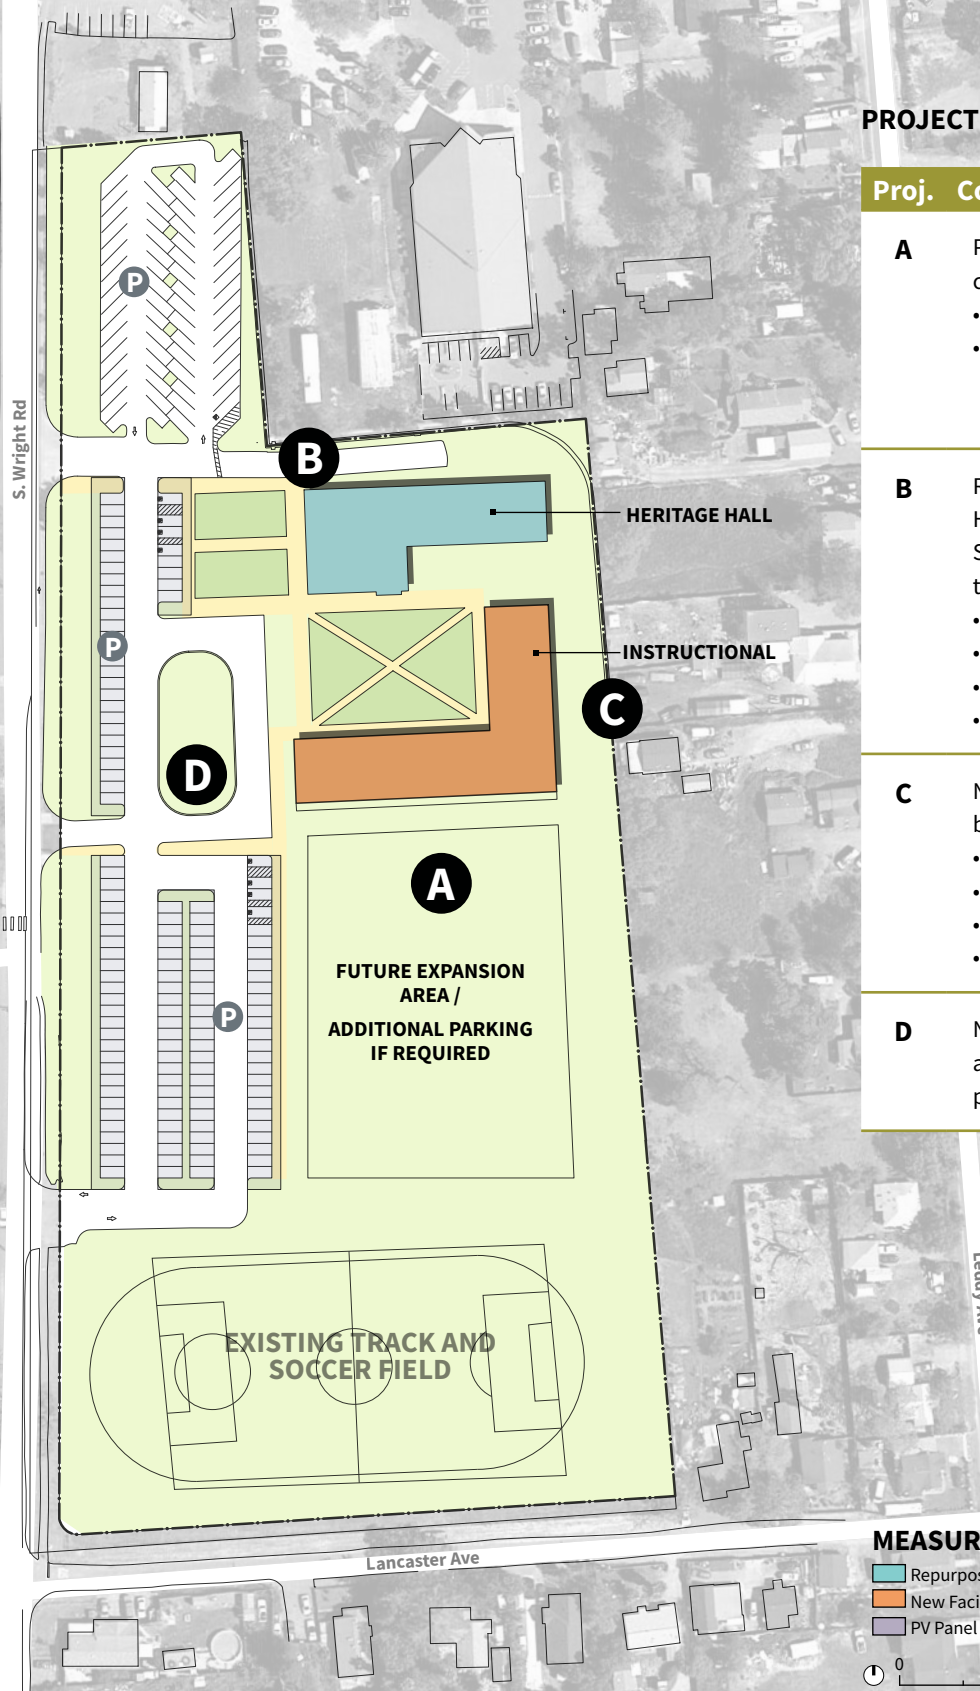 PROJECT
Proj. Co
A
B
C
D
P
S. Wright Rd
B
HERITAGE HALL
INSTRUCTIONAL
P
C
D
A
FUTURE EXPANSION
AREA /
ADDITIONAL PARKING
IF REQUIRED
P
EXISTING TRACK AND
SOCCER FIELD
Lancaster Ave
MEASUR
Repurpos
New Faci
PV Panel
0